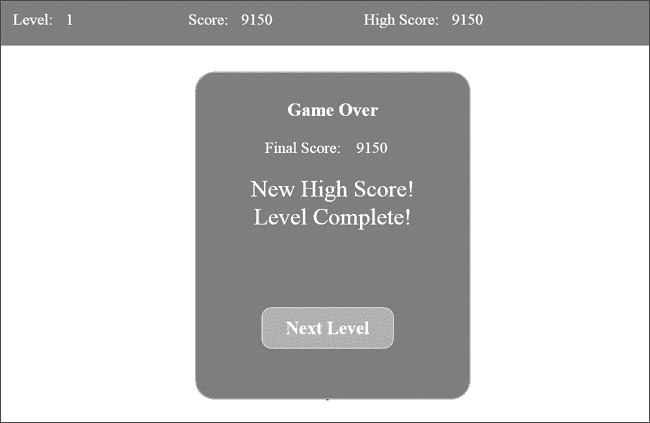 Level: 1 Score: 9150 High Score: 9150
Game Over
Final Score: 9150
New High Score!
Level Complete!
Next Level